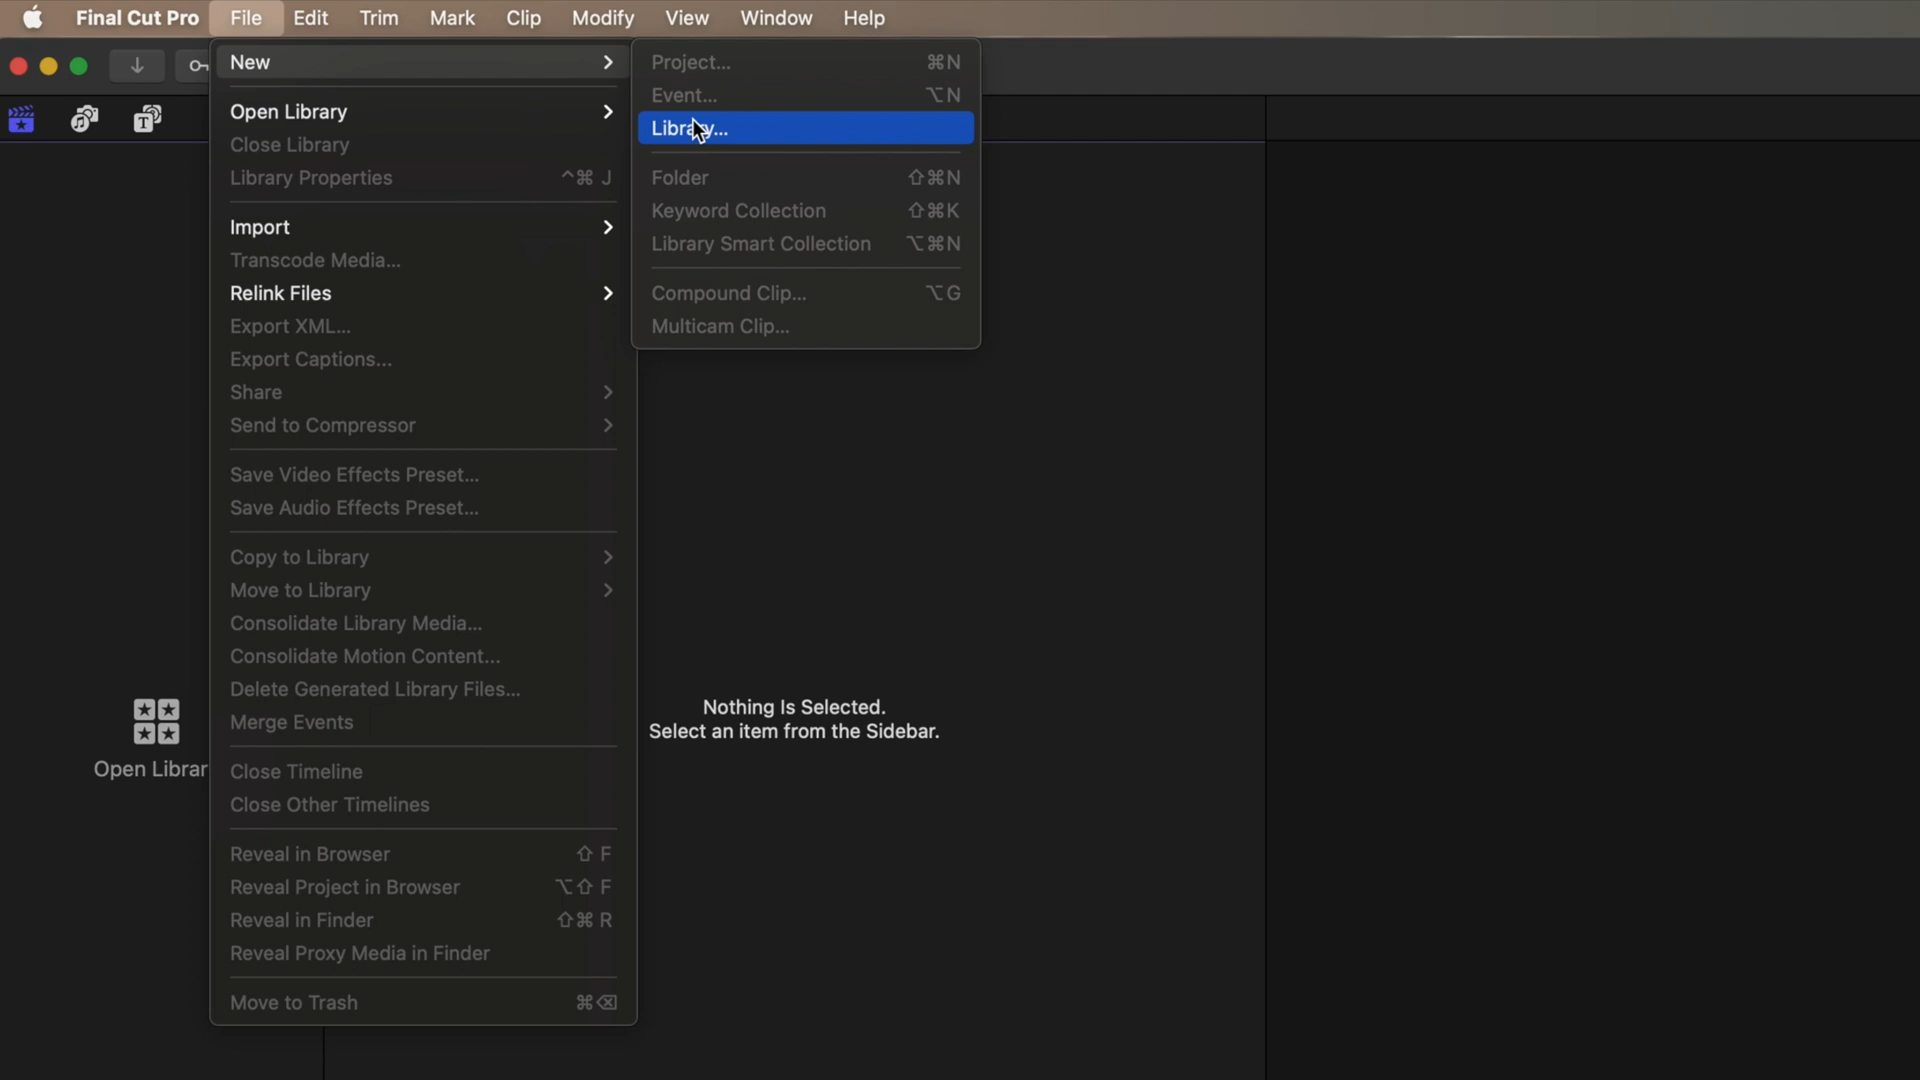 Final Cut Pro File Edit Trim Mark Clip Modify View Window Help
New
Open Library
Close Library
Library Properties ^⌘ J
Import
Transcode Media...
Relink Files
Export XML...
Export Captions...
Share
Send to Compressor
Save Video Effects Preset...
Save Audio Effects Preset...
Copy to Library
Move to Library
Consolidate Library Media...
Consolidate Motion Content...
Delete Generated Library Files...
Merge Events
Close Timeline
Close Other Timelines
Reveal in Browser ⇧ F
Reveal Project in Browser ⌥⇧ F
Reveal in Finder ⇧⌘ R
Reveal Proxy Media in Finder
Move to Trash ⌘⌫
Project... ⌘N
Event... ⌥N
Library...
Folder ⇧⌘N
Keyword Collection ⇧⌘K
Library Smart Collection ⌥⌘N
Compound Clip... ⌥G
Multicam Clip...
Open Librar
Nothing Is Selected.
Select an item from the Sidebar.